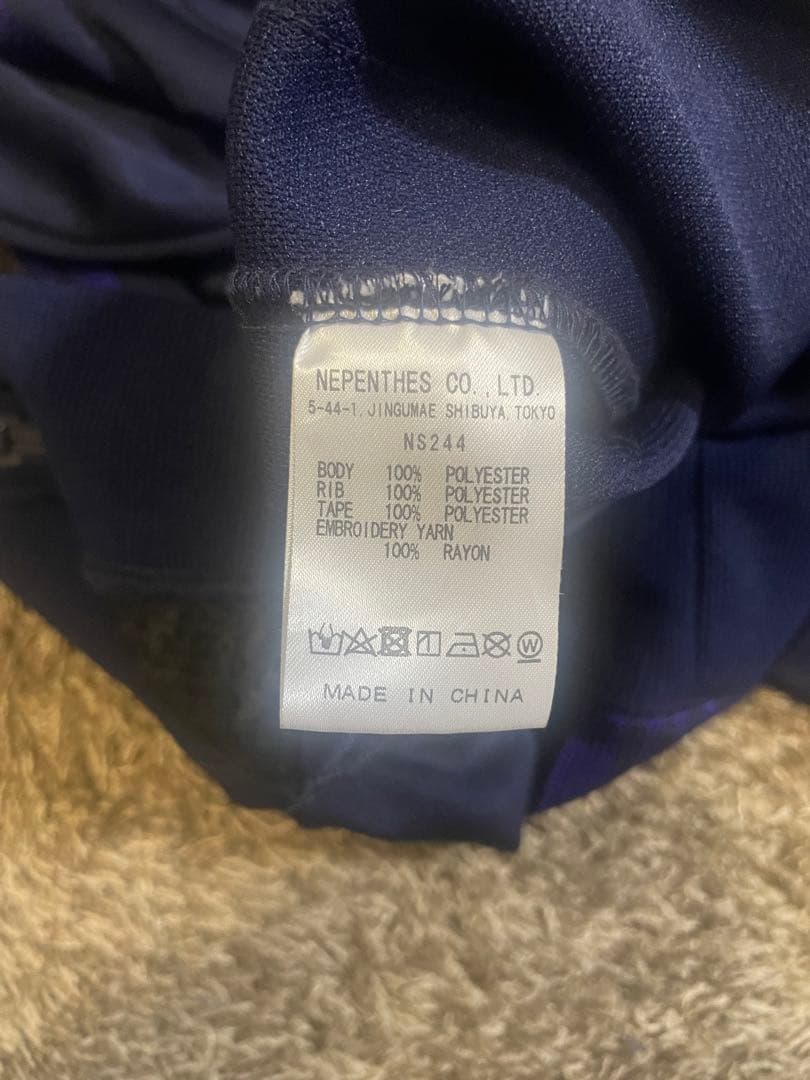 NEPENTHES CO.,LTD.
5-44-1, JINGUMAE SHIBUYA, TOKYO
NS244
BODY 100% POLYESTER
RIB 100% POLYESTER
TAPE 100% POLYESTER
EMBROIDERY YARN
100% RAYON
W
MADE IN CHINA